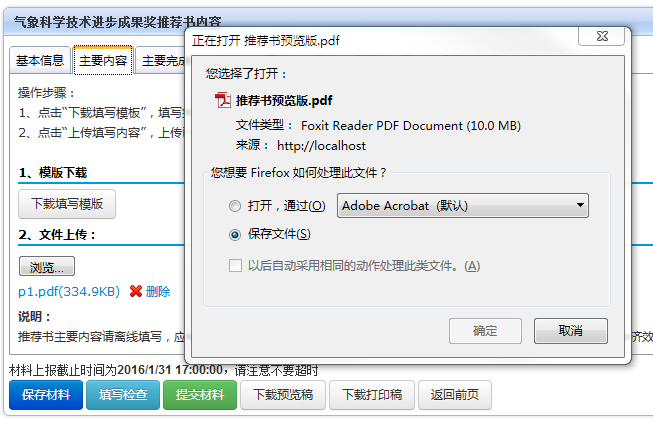 气象科学技术进步成果奖推荐书内容
基本信息
主要内容
主要完成
操作步骤：
1、点击“下载填写模板”，填写
2、点击“上传填写内容”，上传
1、模版下载
下载填写模版
2、文件上传：
浏览...
p1.pdf(334.9KB) 删除
说明：
推荐书主要内容请离线填写，应
济效
材料上报截止时间为2016/1/31 17:00:00，请注意不要超时
保存材料
填写检查
提交材料
下载预览稿
下载打印稿
返回前页
正在打开 推荐书预览版.pdf
您选择了打开：
推荐书预览版.pdf
文件类型： Foxit Reader PDF Document (10.0 MB)
来源： http://localhost
您想要 Firefox 如何处理此文件？
打开，通过(O) Adobe Acrobat (默认)
保存文件(S)
以后自动采用相同的动作处理此类文件。(A)
确定
取消